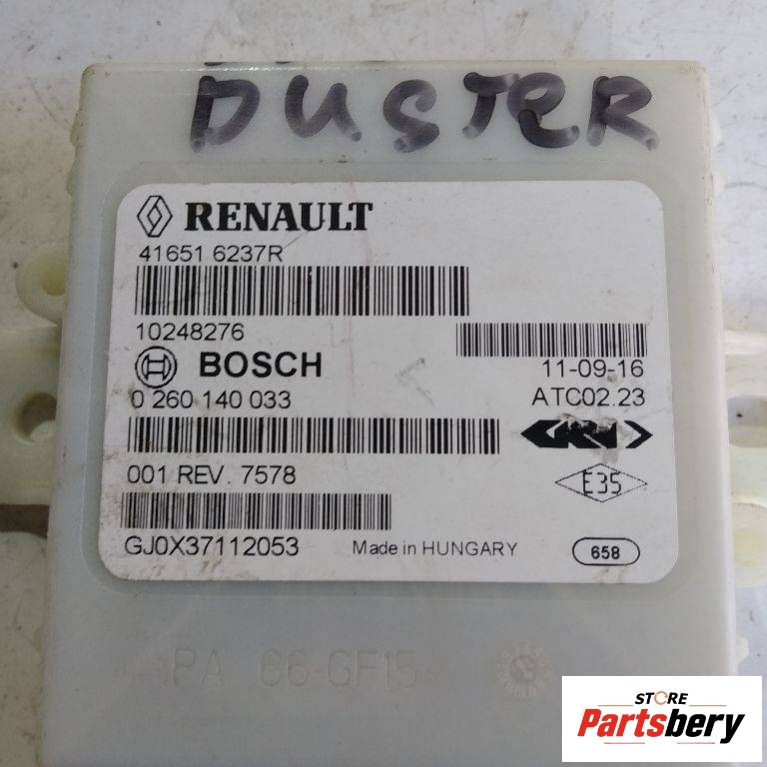 DUSTER
RENAULT
41651 6237R
10248276
BOSCH
11-09-16
0 260 140 033
ATC02.23
GKN
001 REV. 7578
E35
GJ0X37112053
Made in HUNGARY
658
PA 66-GF15
STORE
Partsbery